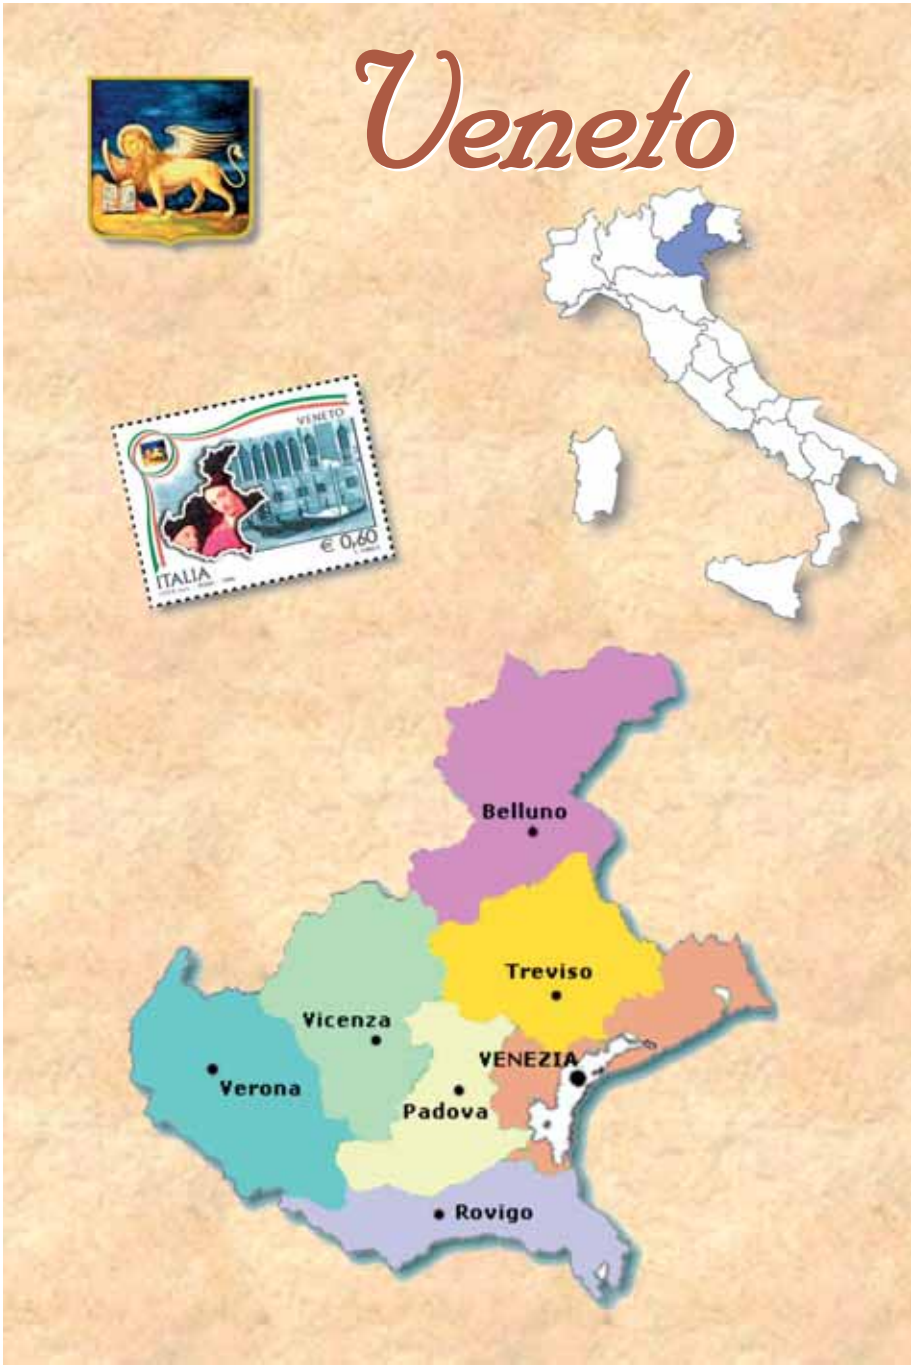 Veneto
VENETO
€ 0,60
ITALIA
Belluno
Treviso
Vicenza
VENEZIA
Verona
Padova
Rovigo